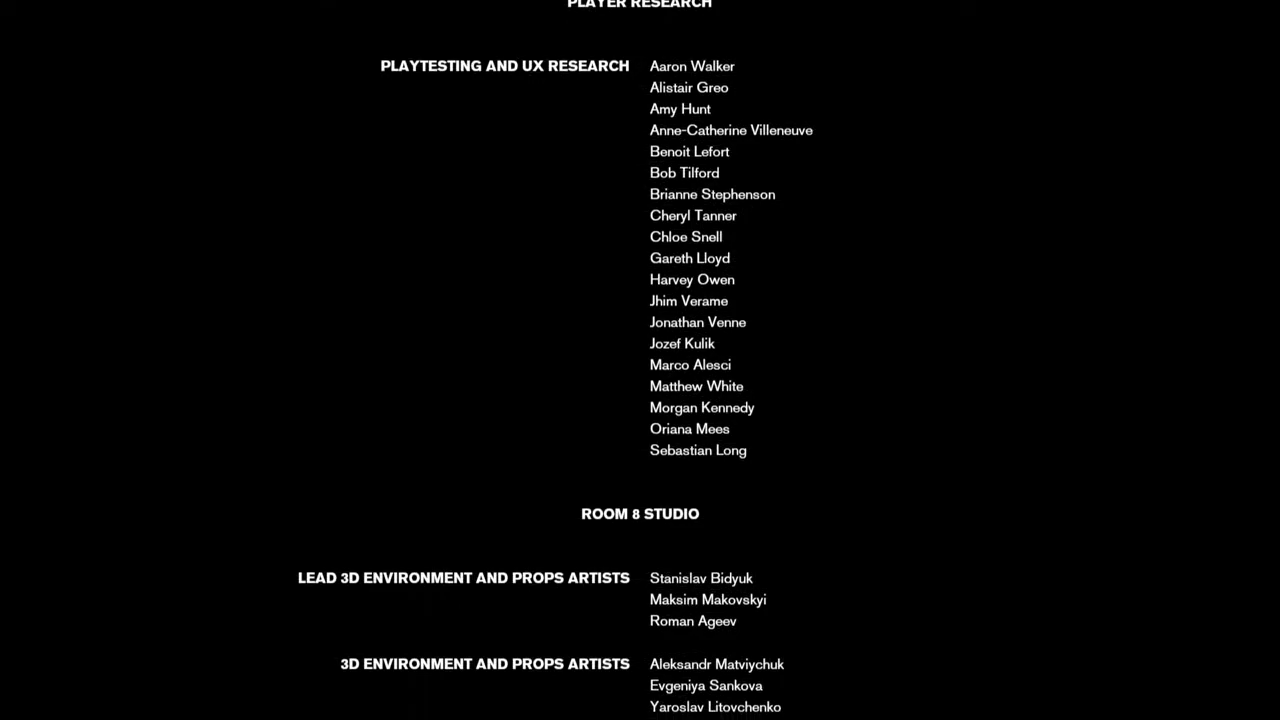 PLAYER RESEARCH
PLAYTESTING AND UX RESEARCH Aaron Walker
Alistair Greo
Amy Hunt
Anne-Catherine Villeneuve
Benoit Lefort
Bob Tilford
Brianne Stephenson
Cheryl Tanner
Chloe Snell
Gareth Lloyd
Harvey Owen
Jhim Verame
Jonathan Venne
Jozef Kulik
Marco Alesci
Matthew White
Morgan Kennedy
Oriana Mees
Sebastian Long
ROOM 8 STUDIO
LEAD 3D ENVIRONMENT AND PROPS ARTISTS Stanislav Bidyuk
Maksim Makovskyi
Roman Ageev
3D ENVIRONMENT AND PROPS ARTISTS Aleksandr Matviychuk
Evgeniya Sankova
Yaroslav Litovchenko